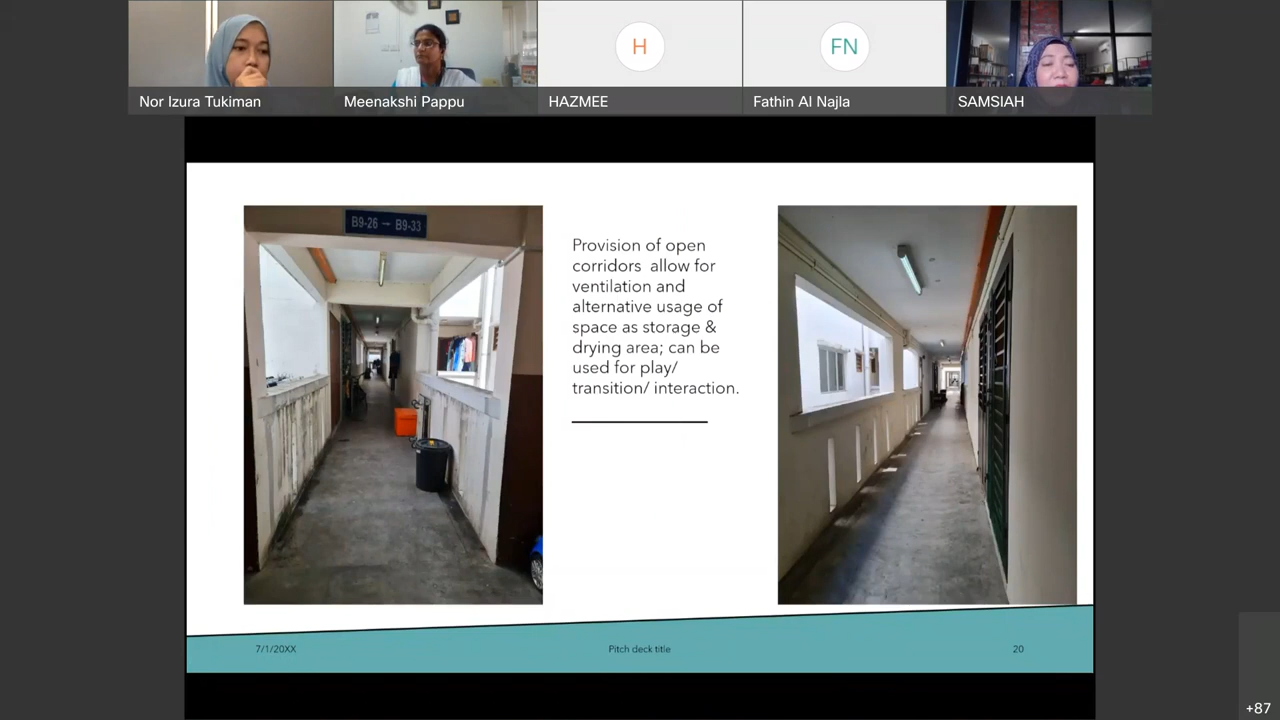 Nor Izura Tukiman
Meenakshi Pappu
H
HAZMEE
FN
Fathin Al Najla
SAMSIAH
B9-26 → B9-33
Provision of open
corridors allow for
ventilation and
alternative usage of
space as storage &
drying area; can be
used for play/
transition/ interaction.
7/1/20XX
Pitch deck title
20
+87